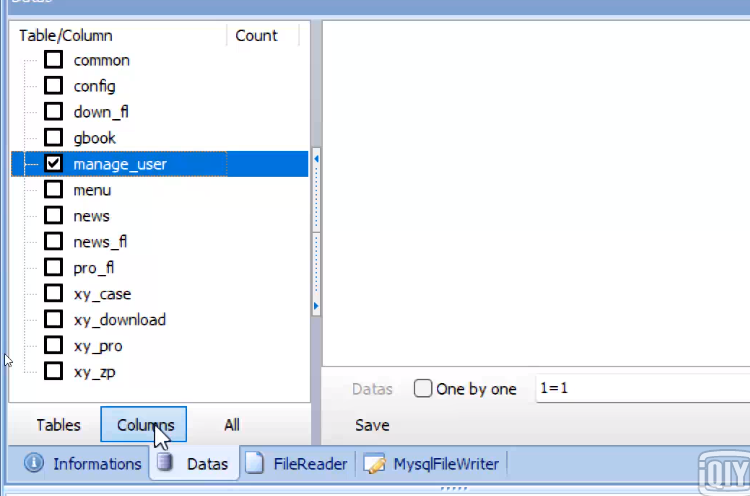 Datas
Table/Column Count
common
config
down_fl
gbook
manage_user
menu
news
news_fl
pro_fl
xy_case
xy_download
xy_pro
xy_zp
Datas One by one 1=1
Tables Columns All Save
Informations Datas FileReader MysqlFileWriter
iQIY